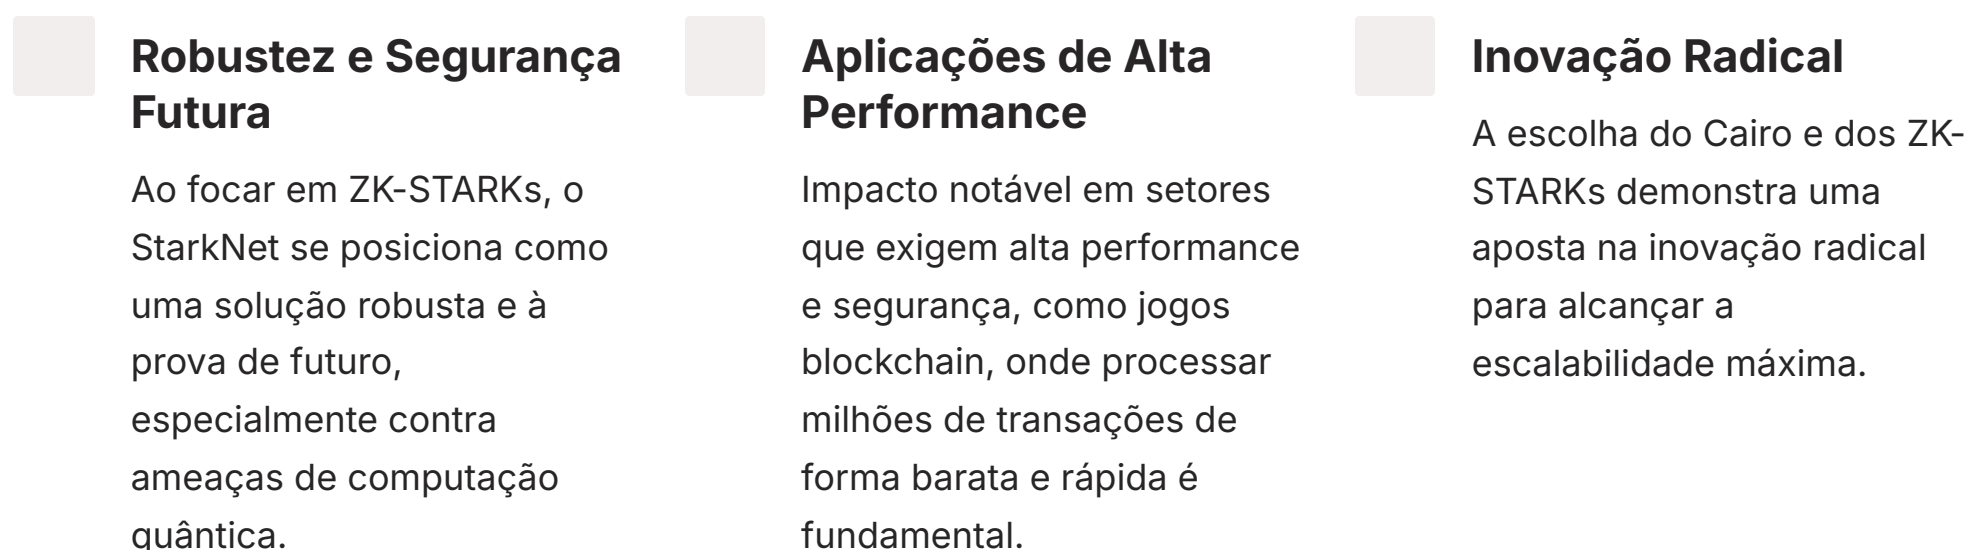 Robustez e Segurança
Futura
Ao focar em ZK-STARKs, o
StarkNet se posiciona como
uma solução robusta e à
prova de futuro,
especialmente contra
ameaças de computação
quântica.
Aplicações de Alta
Performance
Impacto notável em setores
que exigem alta performance
e segurança, como jogos
blockchain, onde processar
milhões de transações de
forma barata e rápida é
fundamental.
Inovação Radical
A escolha do Cairo e dos ZK-
STARKs demonstra uma
aposta na inovação radical
para alcançar a
escalabilidade máxima.